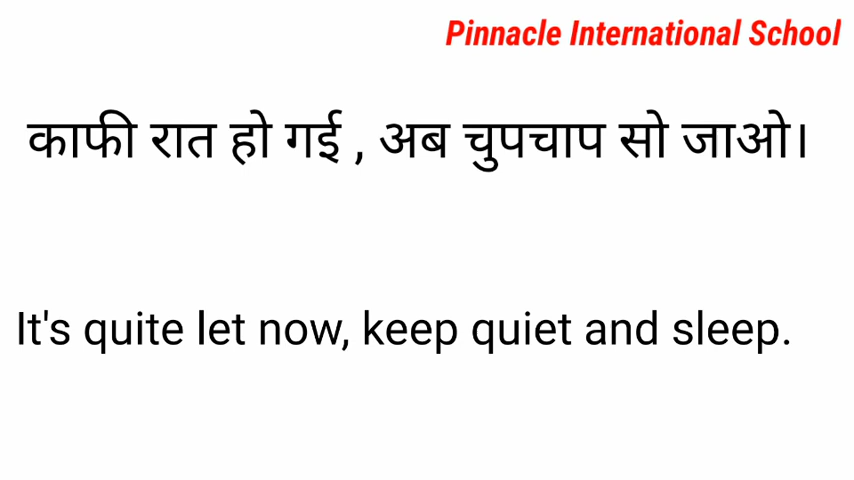 Pinnacle International School
काफी रात हो गई , अब चुपचाप सो जाओ।
It's quite let now, keep quiet and sleep.